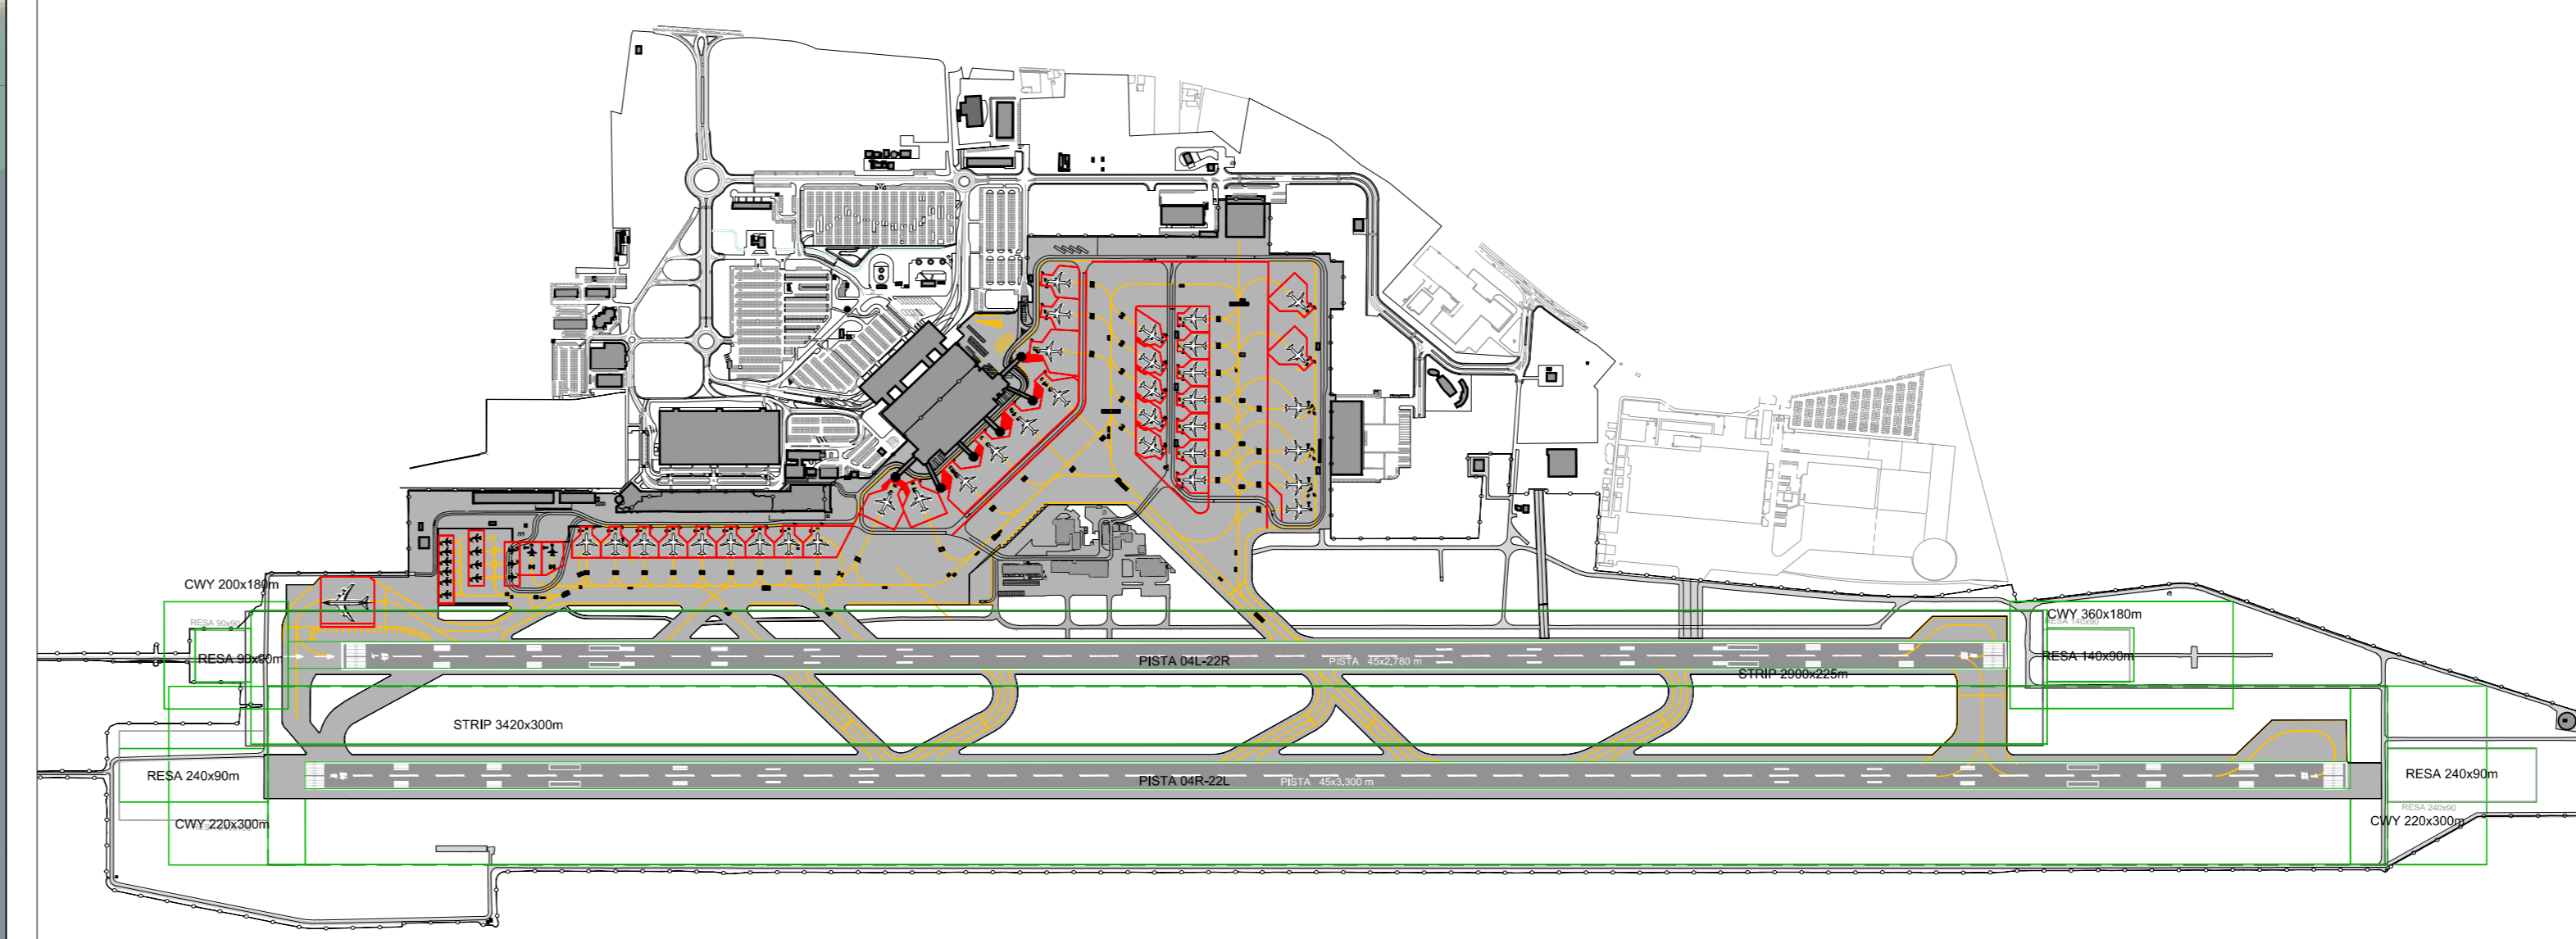 CWY 200x180m
RESA 90x90
RESA 90x90m
CWY 360x180m
RESA 140x90
RESA 140x90m
PISTA 04L-22R
PISTA 45x2,780 m
STRIP 2900x225m
STRIP 3420x300m
RESA 240x90m
PISTA 04R-22L
PISTA 45x3,300 m
RESA 240x90m
RESA 240x90
CWY 220x300m
CWY 220x300m